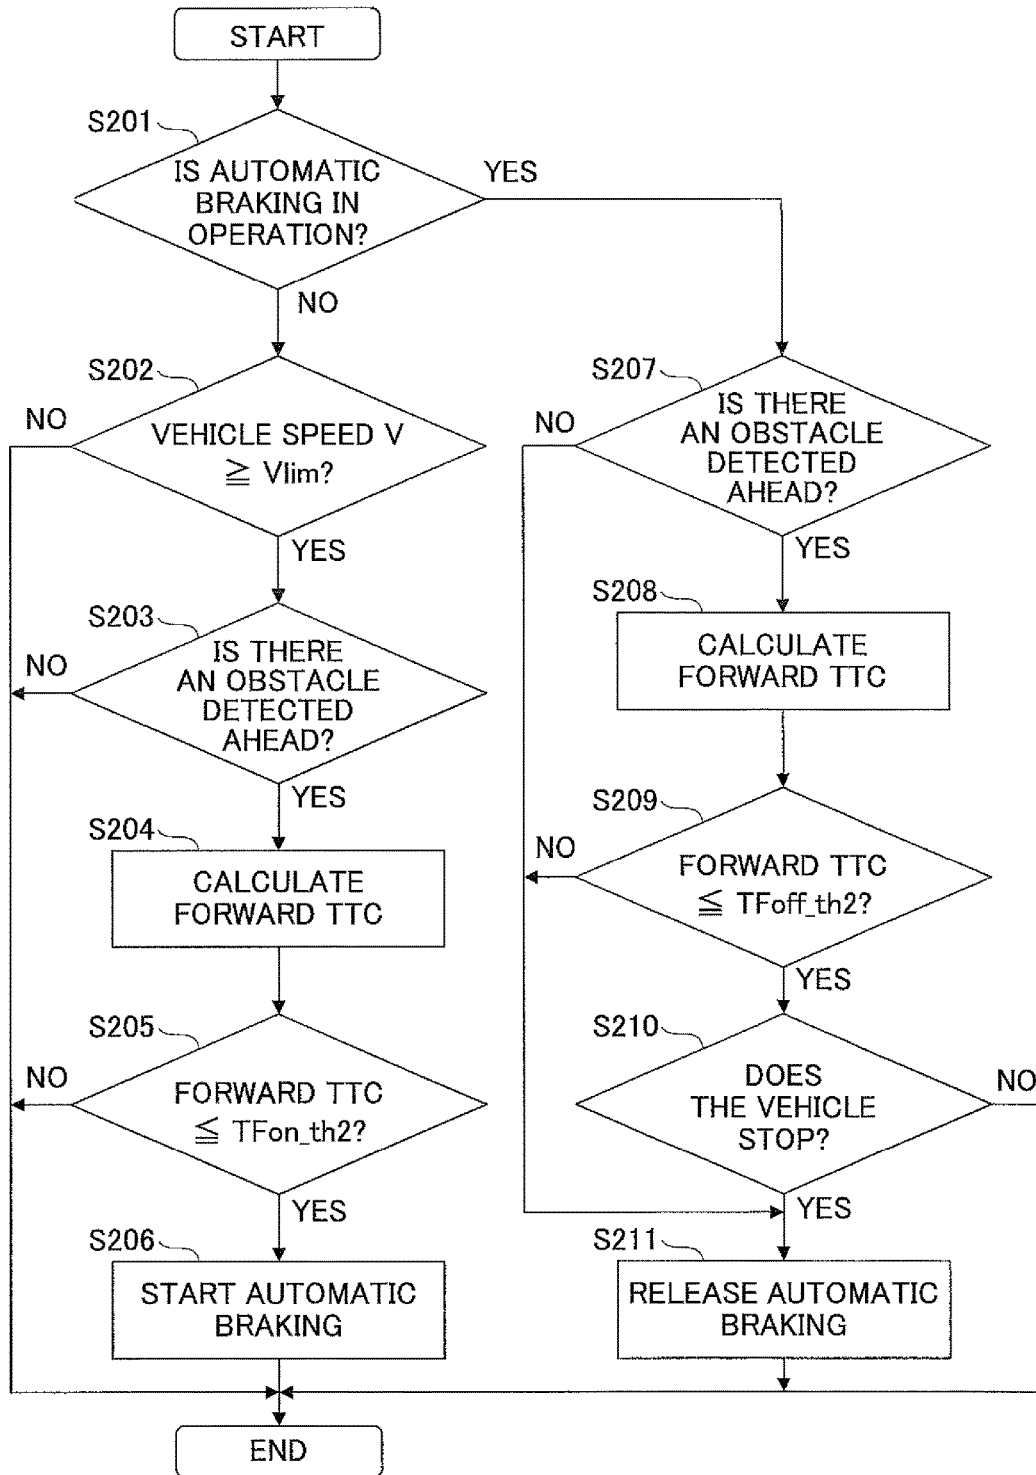 START
S201
IS AUTOMATIC
BRAKING IN
OPERATION?
YES
NO
S202
NO
VEHICLE SPEED V
≧ Vlim?
YES
S203
NO
IS THERE
AN OBSTACLE
DETECTED
AHEAD?
YES
S204
CALCULATE
FORWARD TTC
S205
NO
FORWARD TTC
≦ TFon_th2?
YES
S206
START AUTOMATIC
BRAKING
S207
NO
IS THERE
AN OBSTACLE
DETECTED
AHEAD?
YES
S208
CALCULATE
FORWARD TTC
S209
NO
FORWARD TTC
≦ TFoff_th2?
YES
S210
DOES
THE VEHICLE
STOP?
NO
YES
S211
RELEASE AUTOMATIC
BRAKING
END